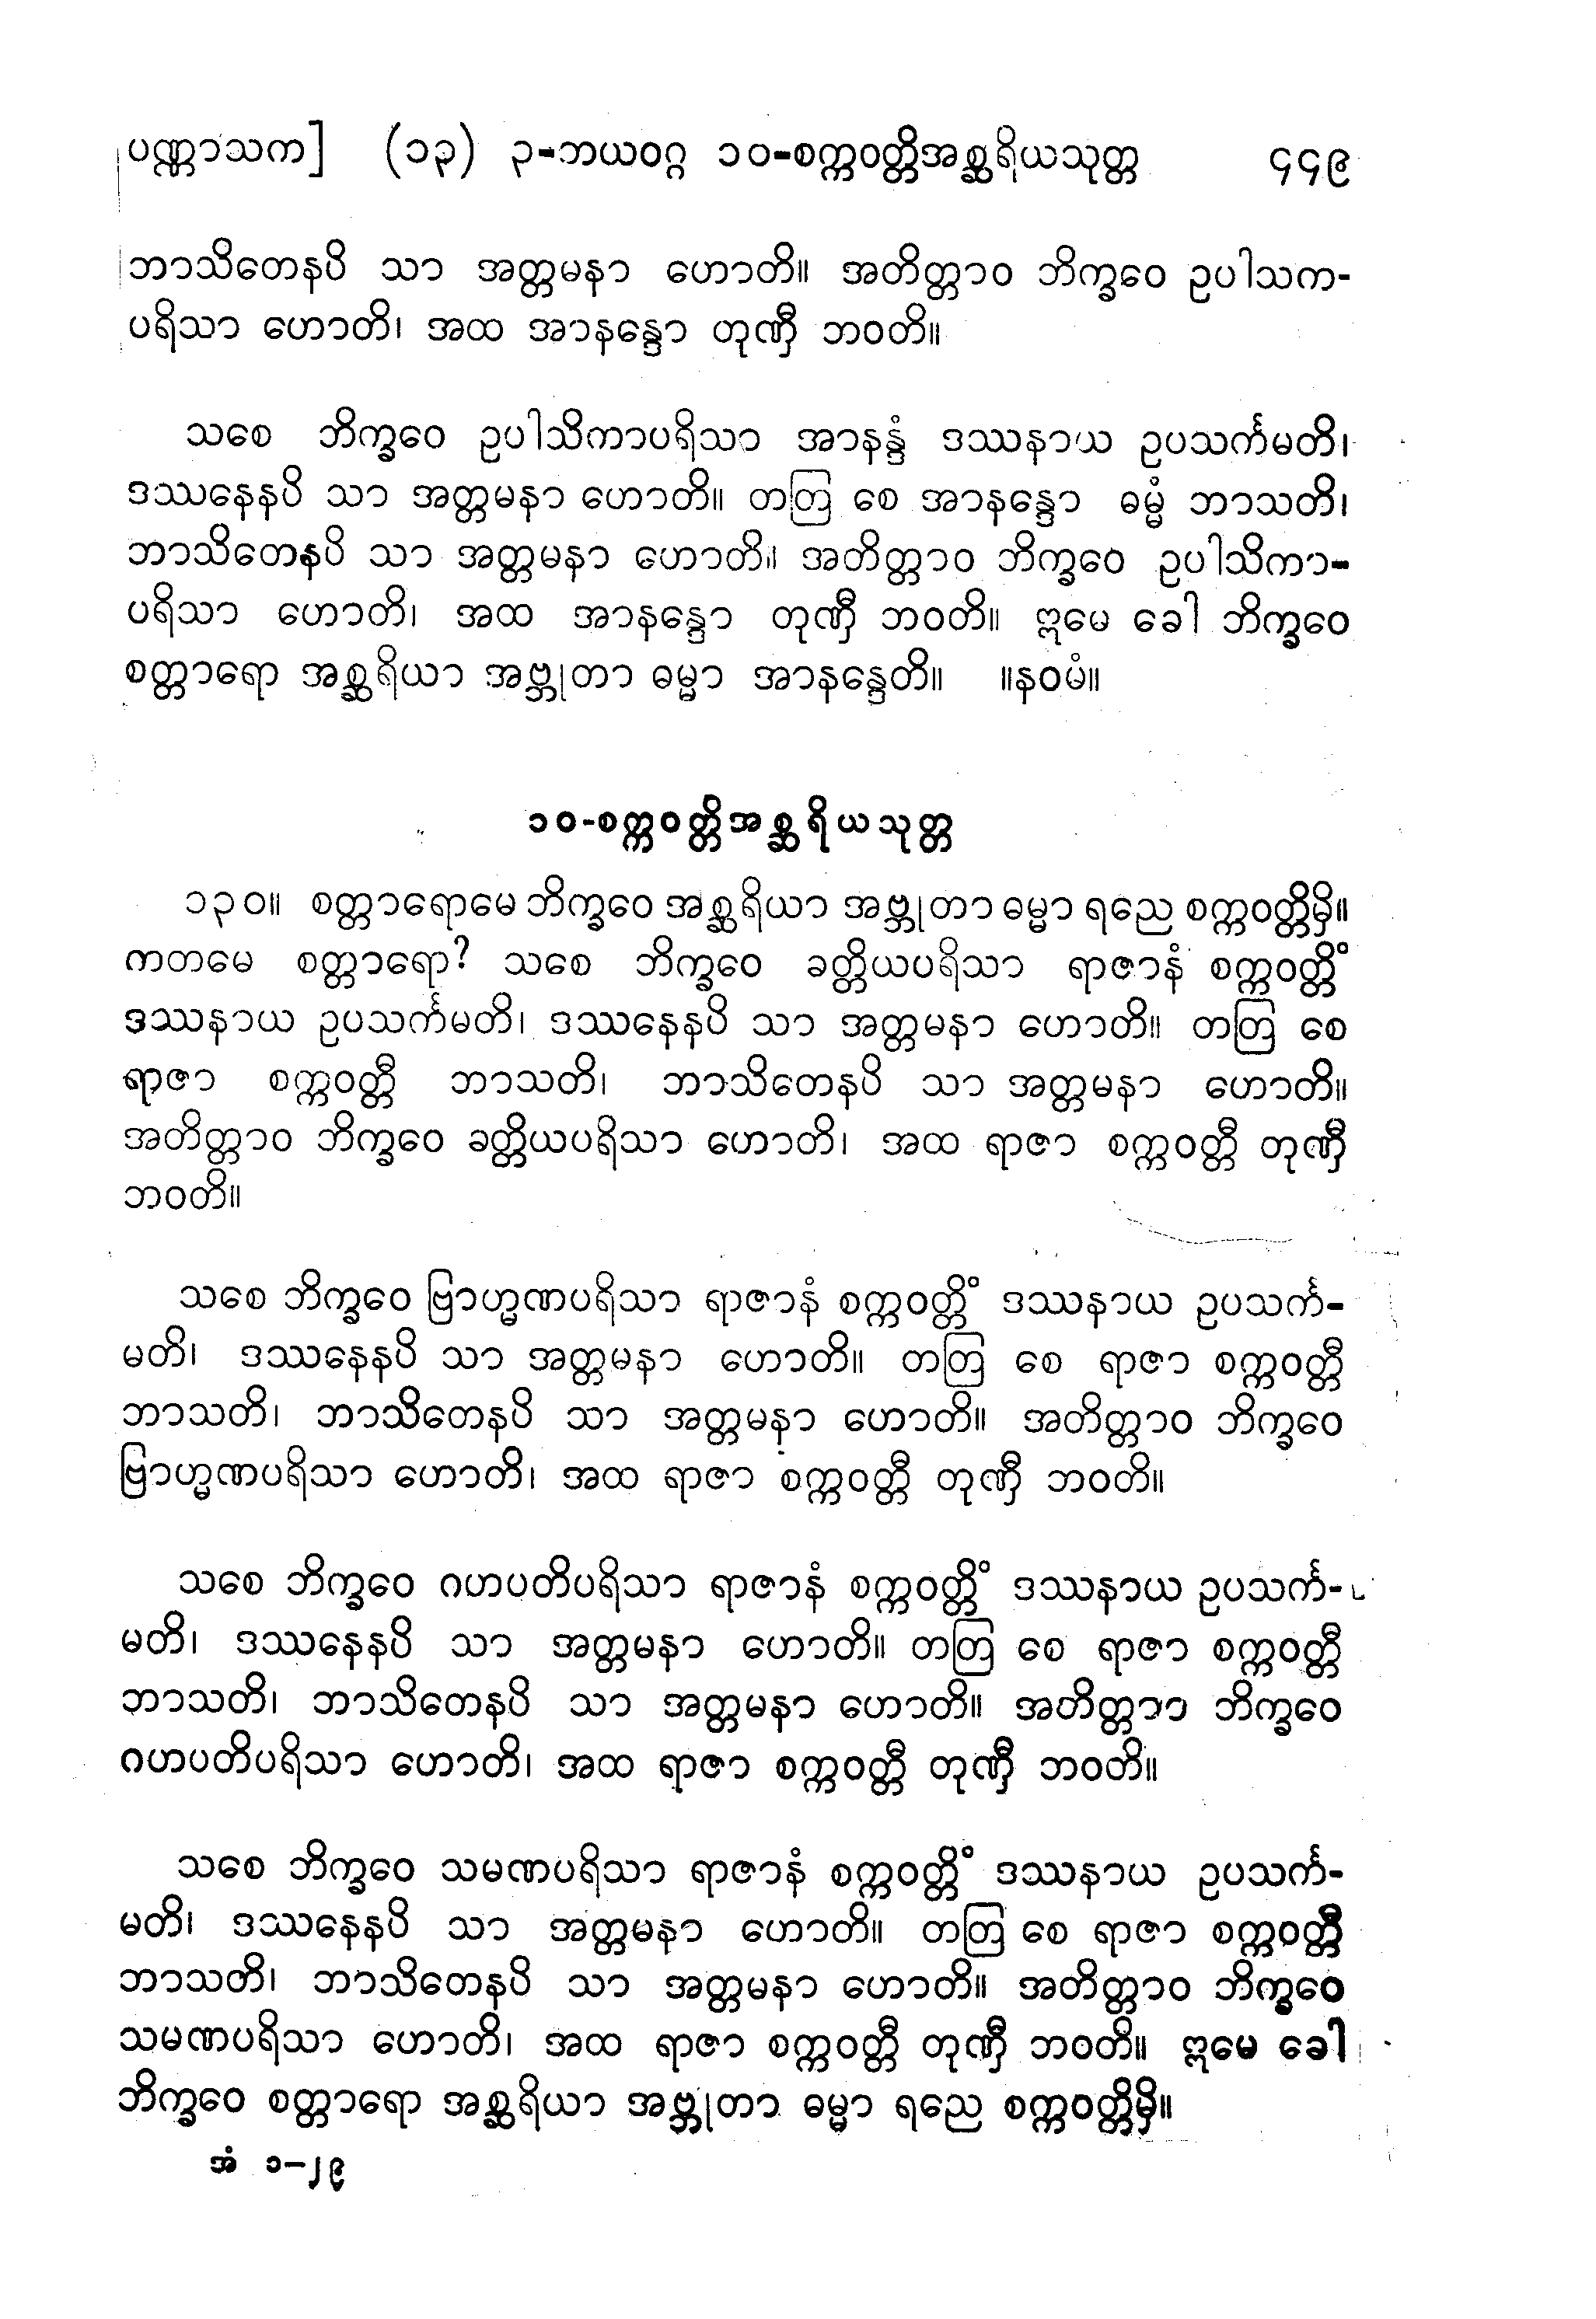 ပဏ္ဏာသက] (၁၃) ၃-ဘယဝဂ္ဂ ၁၀-စက္ကဝတ္တိအစ္ဆရိယသုတ္တ ၄၄၉
ဘာသိတေနပိ သာ အတ္တမနာ ဟောတိ။ အတိတ္တာဝ ဘိက္ခဝေ ဥပါသက-
ပရိသာ ဟောတိ၊ အထ အာနန္ဒော တုဏှီ ဘဝတိ။
သစေ ဘိက္ခဝေ ဥပါသိကာပရိသာ အာနန္ဒံ ဒဿနာယ ဥပသင်္ကမတိ၊
ဒဿနေနပိ သာ အတ္တမနာ ဟောတိ။ တတြ စေ အာနန္ဒော ဓမ္မံ ဘာသတိ၊
ဘာသိတေနပိ သာ အတ္တမနာ ဟောတိ။ အတိတ္တာဝ ဘိက္ခဝေ ဥပါသိကာ-
ပရိသာ ဟောတိ၊ အထ အာနန္ဒော တုဏှီ ဘဝတိ။ ဣမေ ခေါ ဘိက္ခဝေ
စတ္တာရော အစ္ဆရိယာ အဗ္ဘုတာ ဓမ္မာ အာနန္ဒေတိ။ ။နဝမံ။
၁၀-စက္ကဝတ္တိအစ္ဆရိယသုတ္တ
၁၃၀။ စတ္တာရောမေ ဘိက္ခဝေ အစ္ဆရိယာ အဗ္ဘုတာ ဓမ္မာ ရညေ စက္ကဝတ္တိမှိ။
ကတမေ စတ္တာရော? သစေ ဘိက္ခဝေ ခတ္တိယပရိသာ ရာဇာနံ စက္ကဝတ္တိံ
ဒဿနာယ ဥပသင်္ကမတိ၊ ဒဿနေနပိ သာ အတ္တမနာ ဟောတိ။ တတြ စေ
ရာဇာ စက္ကဝတ္တီ ဘာသတိ၊ ဘာသိတေနပိ သာ အတ္တမနာ ဟောတိ။
အတိတ္တာဝ ဘိက္ခဝေ ခတ္တိယပရိသာ ဟောတိ၊ အထ ရာဇာ စက္ကဝတ္တီ တုဏှီ
ဘဝတိ။
သစေ ဘိက္ခဝေ ဗြာဟ္မဏပရိသာ ရာဇာနံ စက္ကဝတ္တိံ ဒဿနာယ ဥပသင်္က-
မတိ၊ ဒဿနေနပိ သာ အတ္တမနာ ဟောတိ။ တတြ စေ ရာဇာ စက္ကဝတ္တီ
ဘာသတိ၊ ဘာသိတေနပိ သာ အတ္တမနာ ဟောတိ။ အတိတ္တာဝ ဘိက္ခဝေ
ဗြာဟ္မဏပရိသာ ဟောတိ၊ အထ ရာဇာ စက္ကဝတ္တီ တုဏှီ ဘဝတိ။
သစေ ဘိက္ခဝေ ဂဟပတိပရိသာ ရာဇာနံ စက္ကဝတ္တိံ ဒဿနာယ ဥပသင်္က-
မတိ၊ ဒဿနေနပိ သာ အတ္တမနာ ဟောတိ။ တတြ စေ ရာဇာ စက္ကဝတ္တီ
ဘာသတိ၊ ဘာသိတေနပိ သာ အတ္တမနာ ဟောတိ။ အတိတ္တာဝ ဘိက္ခဝေ
ဂဟပတိပရိသာ ဟောတိ၊ အထ ရာဇာ စက္ကဝတ္တီ တုဏှီ ဘဝတိ။
သစေ ဘိက္ခဝေ သမဏပရိသာ ရာဇာနံ စက္ကဝတ္တိံ ဒဿနာယ ဥပသင်္က-
မတိ၊ ဒဿနေနပိ သာ အတ္တမနာ ဟောတိ။ တတြ စေ ရာဇာ စက္ကဝတ္တီ
ဘာသတိ၊ ဘာသိတေနပိ သာ အတ္တမနာ ဟောတိ။ အတိတ္တာဝ ဘိက္ခဝေ
သမဏပရိသာ ဟောတိ၊ အထ ရာဇာ စက္ကဝတ္တီ တုဏှီ ဘဝတိ။ ဣမေ ခေါ
ဘိက္ခဝေ စတ္တာရော အစ္ဆရိယာ အဗ္ဘုတာ ဓမ္မာ ရညေ စက္ကဝတ္တိမှိ။
အံ ၁-၂၉